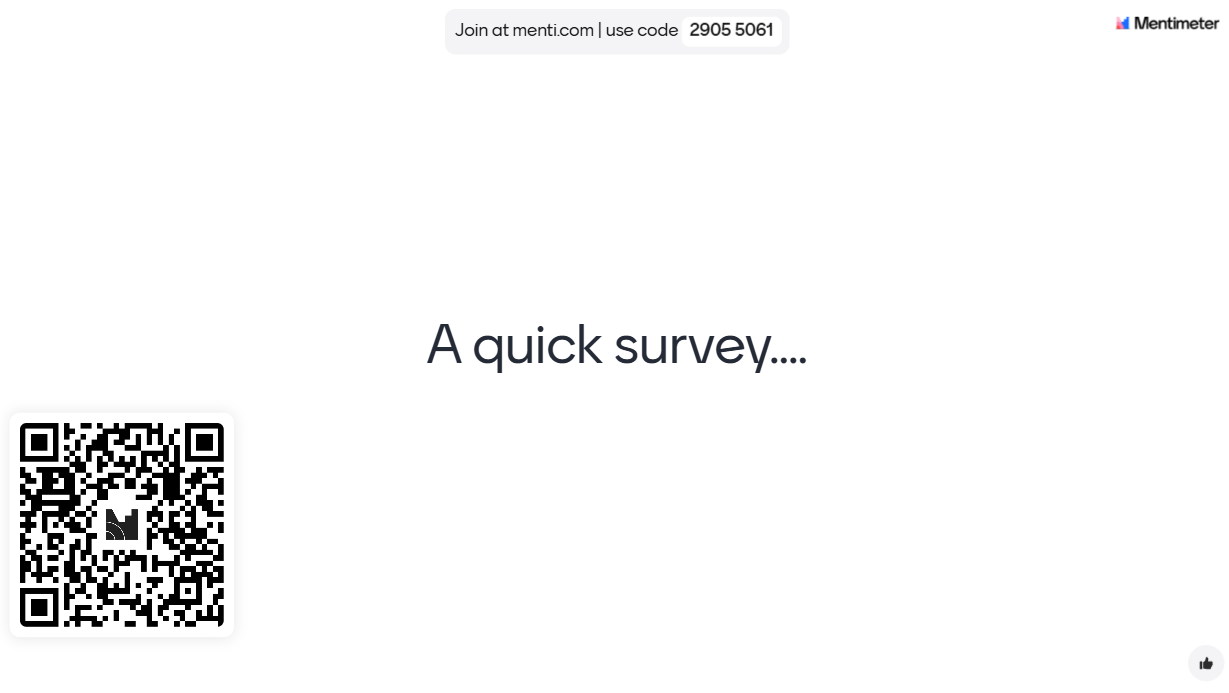 Join at menti.com | use code 2905 5061
Mentimeter
A quick survey....